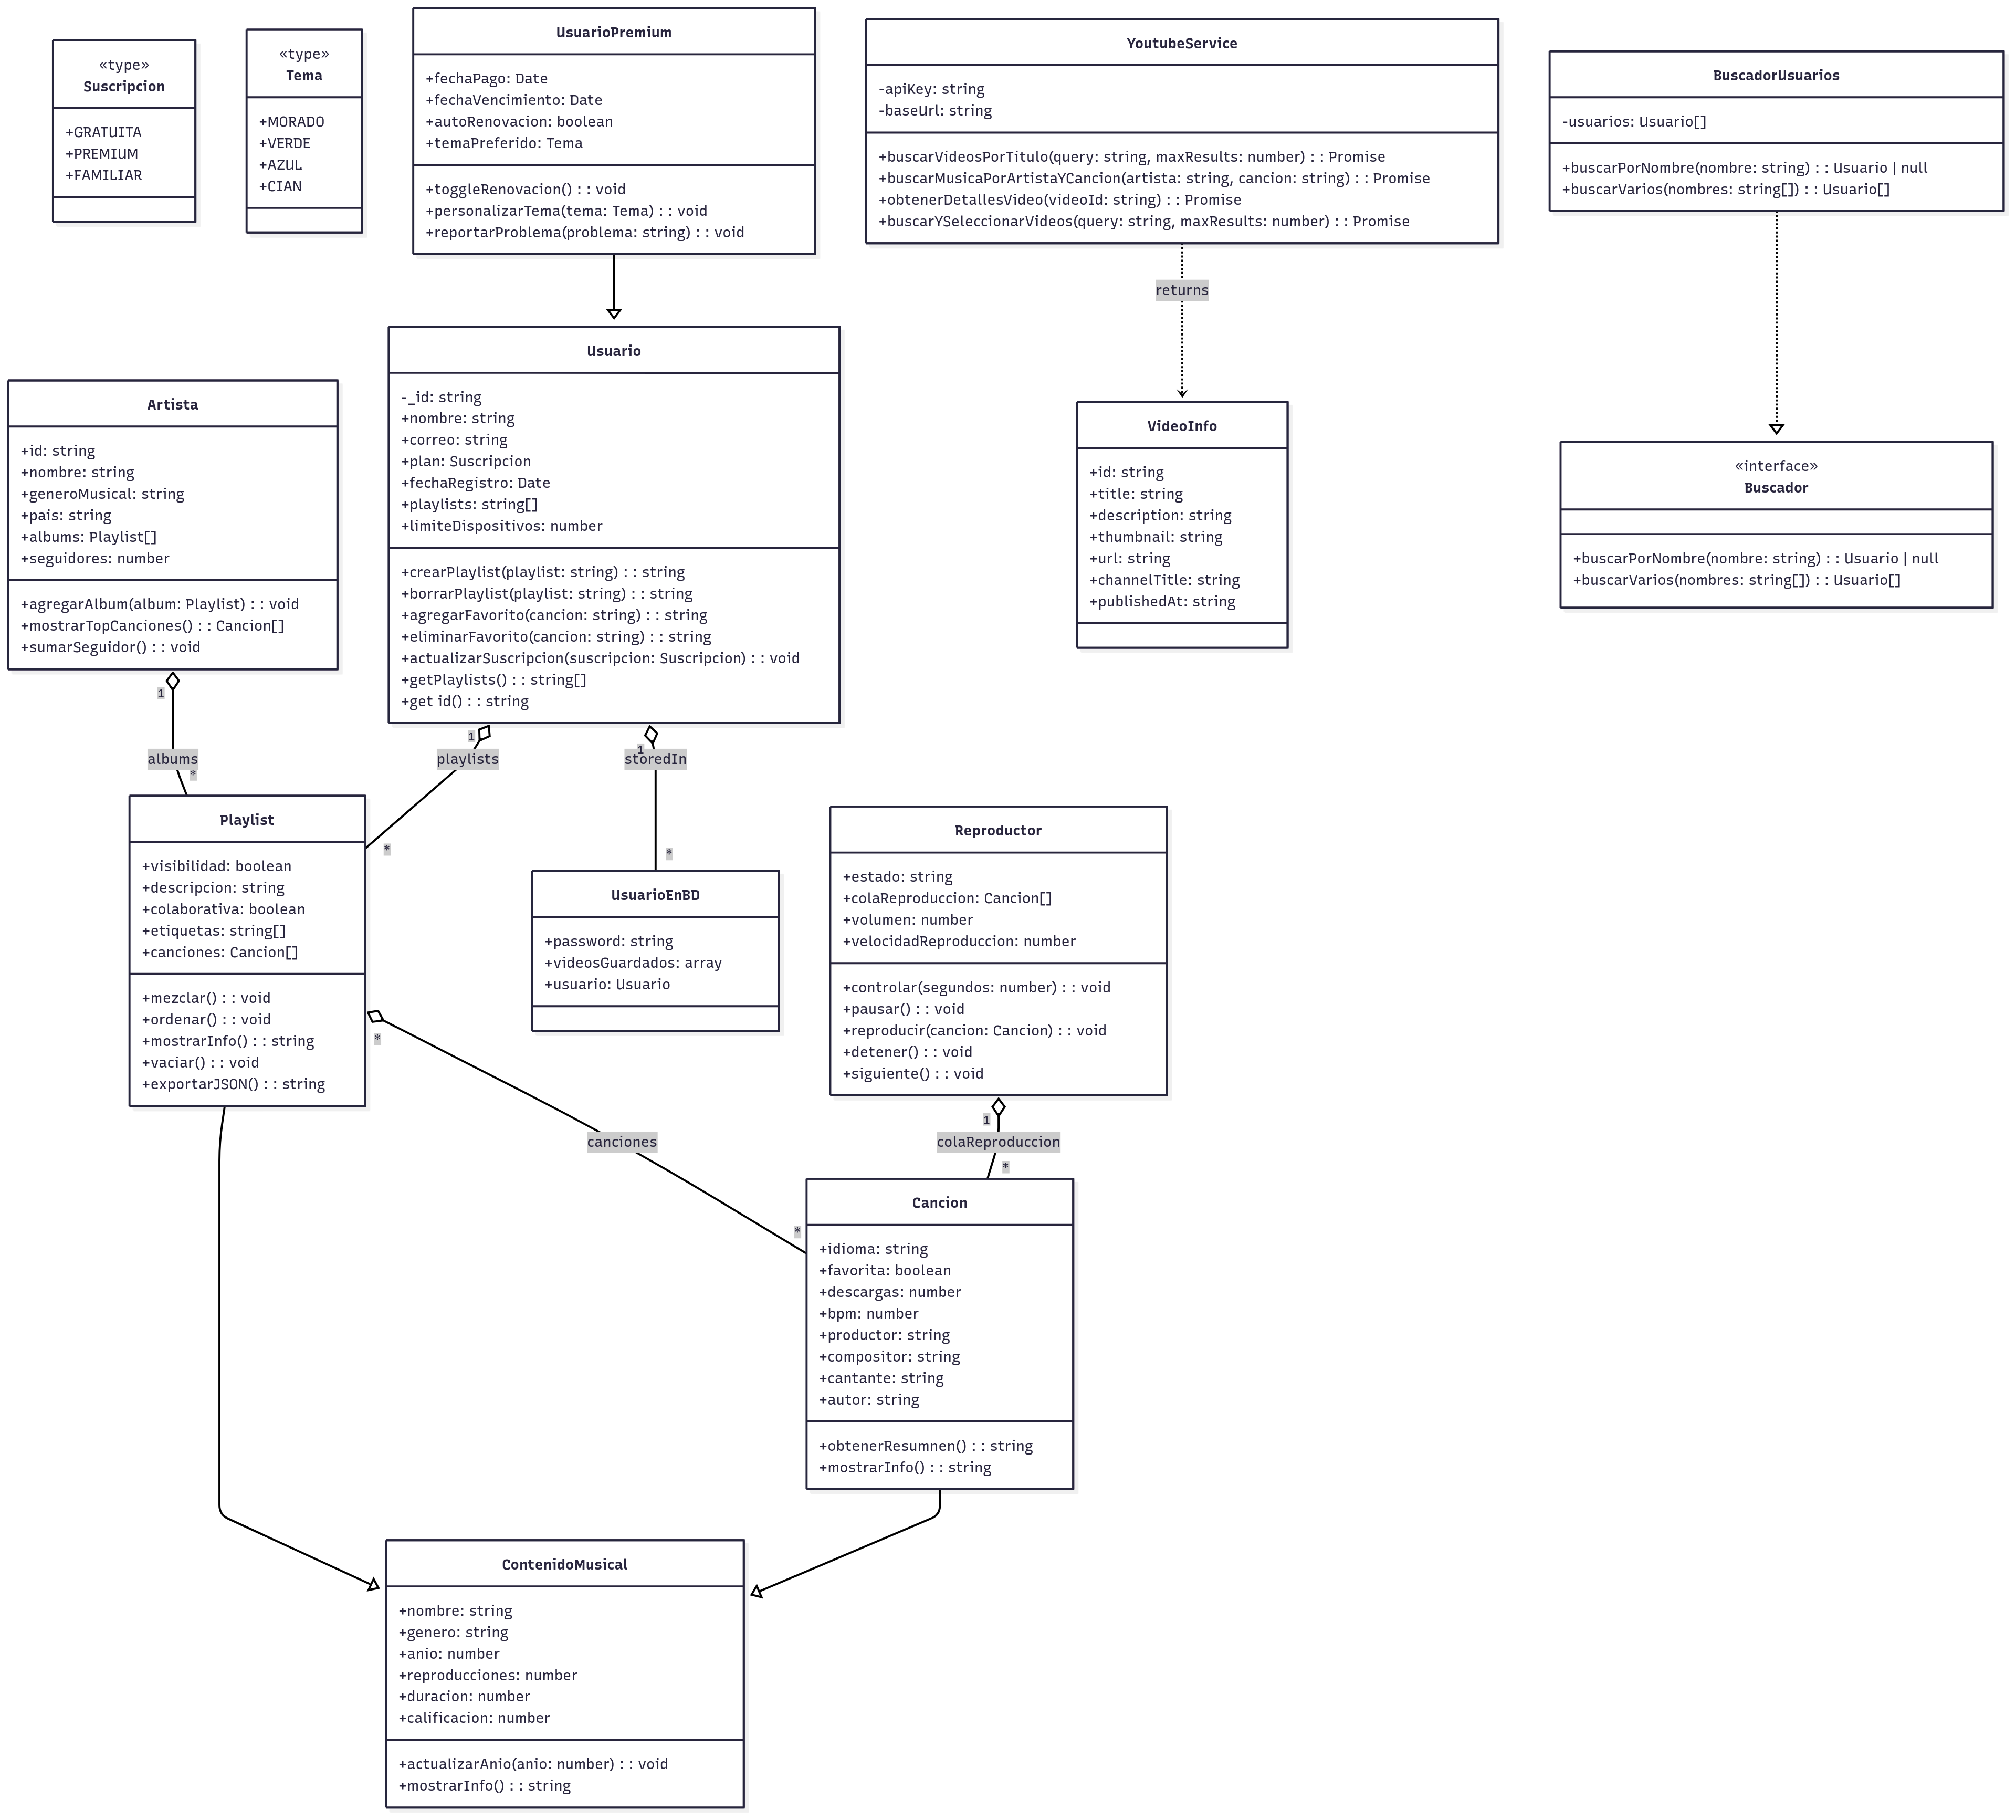 «type»
Suscripcion
+GRATUITA
+PREMIUM
+FAMILIAR
«type»
Tema
+MORADO
+VERDE
+AZUL
+CIAN
UsuarioPremium
+fechaPago: Date
+fechaVencimiento: Date
+autoRenovacion: boolean
+temaPreferido: Tema
+toggleRenovacion() : : void
+personalizarTema(tema: Tema) : : void
+reportarProblema(problema: string) : : void
YoutubeService
-apiKey: string
-baseUrl: string
+buscarVideosPorTitulo(query: string, maxResults: number) : : Promise
+buscarMusicaPorArtistaYCancion(artista: string, cancion: string) : : Promise
+obtenerDetallesVideo(videoId: string) : : Promise
+buscarYSeleccionarVideos(query: string, maxResults: number) : : Promise
BuscadorUsuarios
-usuarios: Usuario[]
+buscarPorNombre(nombre: string) : : Usuario | null
+buscarVarios(nombres: string[]) : : Usuario[]
returns
Artista
+id: string
+nombre: string
+generoMusical: string
+pais: string
+albums: Playlist[]
+seguidores: number
+agregarAlbum(album: Playlist) : : void
+mostrarTopCanciones() : : Cancion[]
+sumarSeguidor() : : void
Usuario
-_id: string
+nombre: string
+correo: string
+plan: Suscripcion
+fechaRegistro: Date
+playlists: string[]
+limiteDispositivos: number
+crearPlaylist(playlist: string) : : string
+borrarPlaylist(playlist: string) : : string
+agregarFavorito(cancion: string) : : string
+eliminarFavorito(cancion: string) : : string
+actualizarSuscripcion(suscripcion: Suscripcion) : : void
+getPlaylists() : : string[]
+get id() : : string
VideoInfo
+id: string
+title: string
+description: string
+thumbnail: string
+url: string
+channelTitle: string
+publishedAt: string
«interface»
Buscador
+buscarPorNombre(nombre: string) : : Usuario | null
+buscarVarios(nombres: string[]) : : Usuario[]
1
albums
*
1
playlists
*
1
storedIn
*
Playlist
+visibilidad: boolean
+descripcion: string
+colaborativa: boolean
+etiquetas: string[]
+canciones: Cancion[]
+mezclar() : : void
+ordenar() : : void
+mostrarInfo() : : string
+vaciar() : : void
+exportarJSON() : : string
UsuarioEnBD
+password: string
+videosGuardados: array
+usuario: Usuario
Reproductor
+estado: string
+colaReproduccion: Cancion[]
+volumen: number
+velocidadReproduccion: number
+controlar(segundos: number) : : void
+pausar() : : void
+reproducir(cancion: Cancion) : : void
+detener() : : void
+siguiente() : : void
*
canciones
*
1
colaReproduccion
*
Cancion
+idioma: string
+favorita: boolean
+descargas: number
+bpm: number
+productor: string
+compositor: string
+cantante: string
+autor: string
+obtenerResumnen() : : string
+mostrarInfo() : : string
ContenidoMusical
+nombre: string
+genero: string
+anio: number
+reproducciones: number
+duracion: number
+calificacion: number
+actualizarAnio(anio: number) : : void
+mostrarInfo() : : string